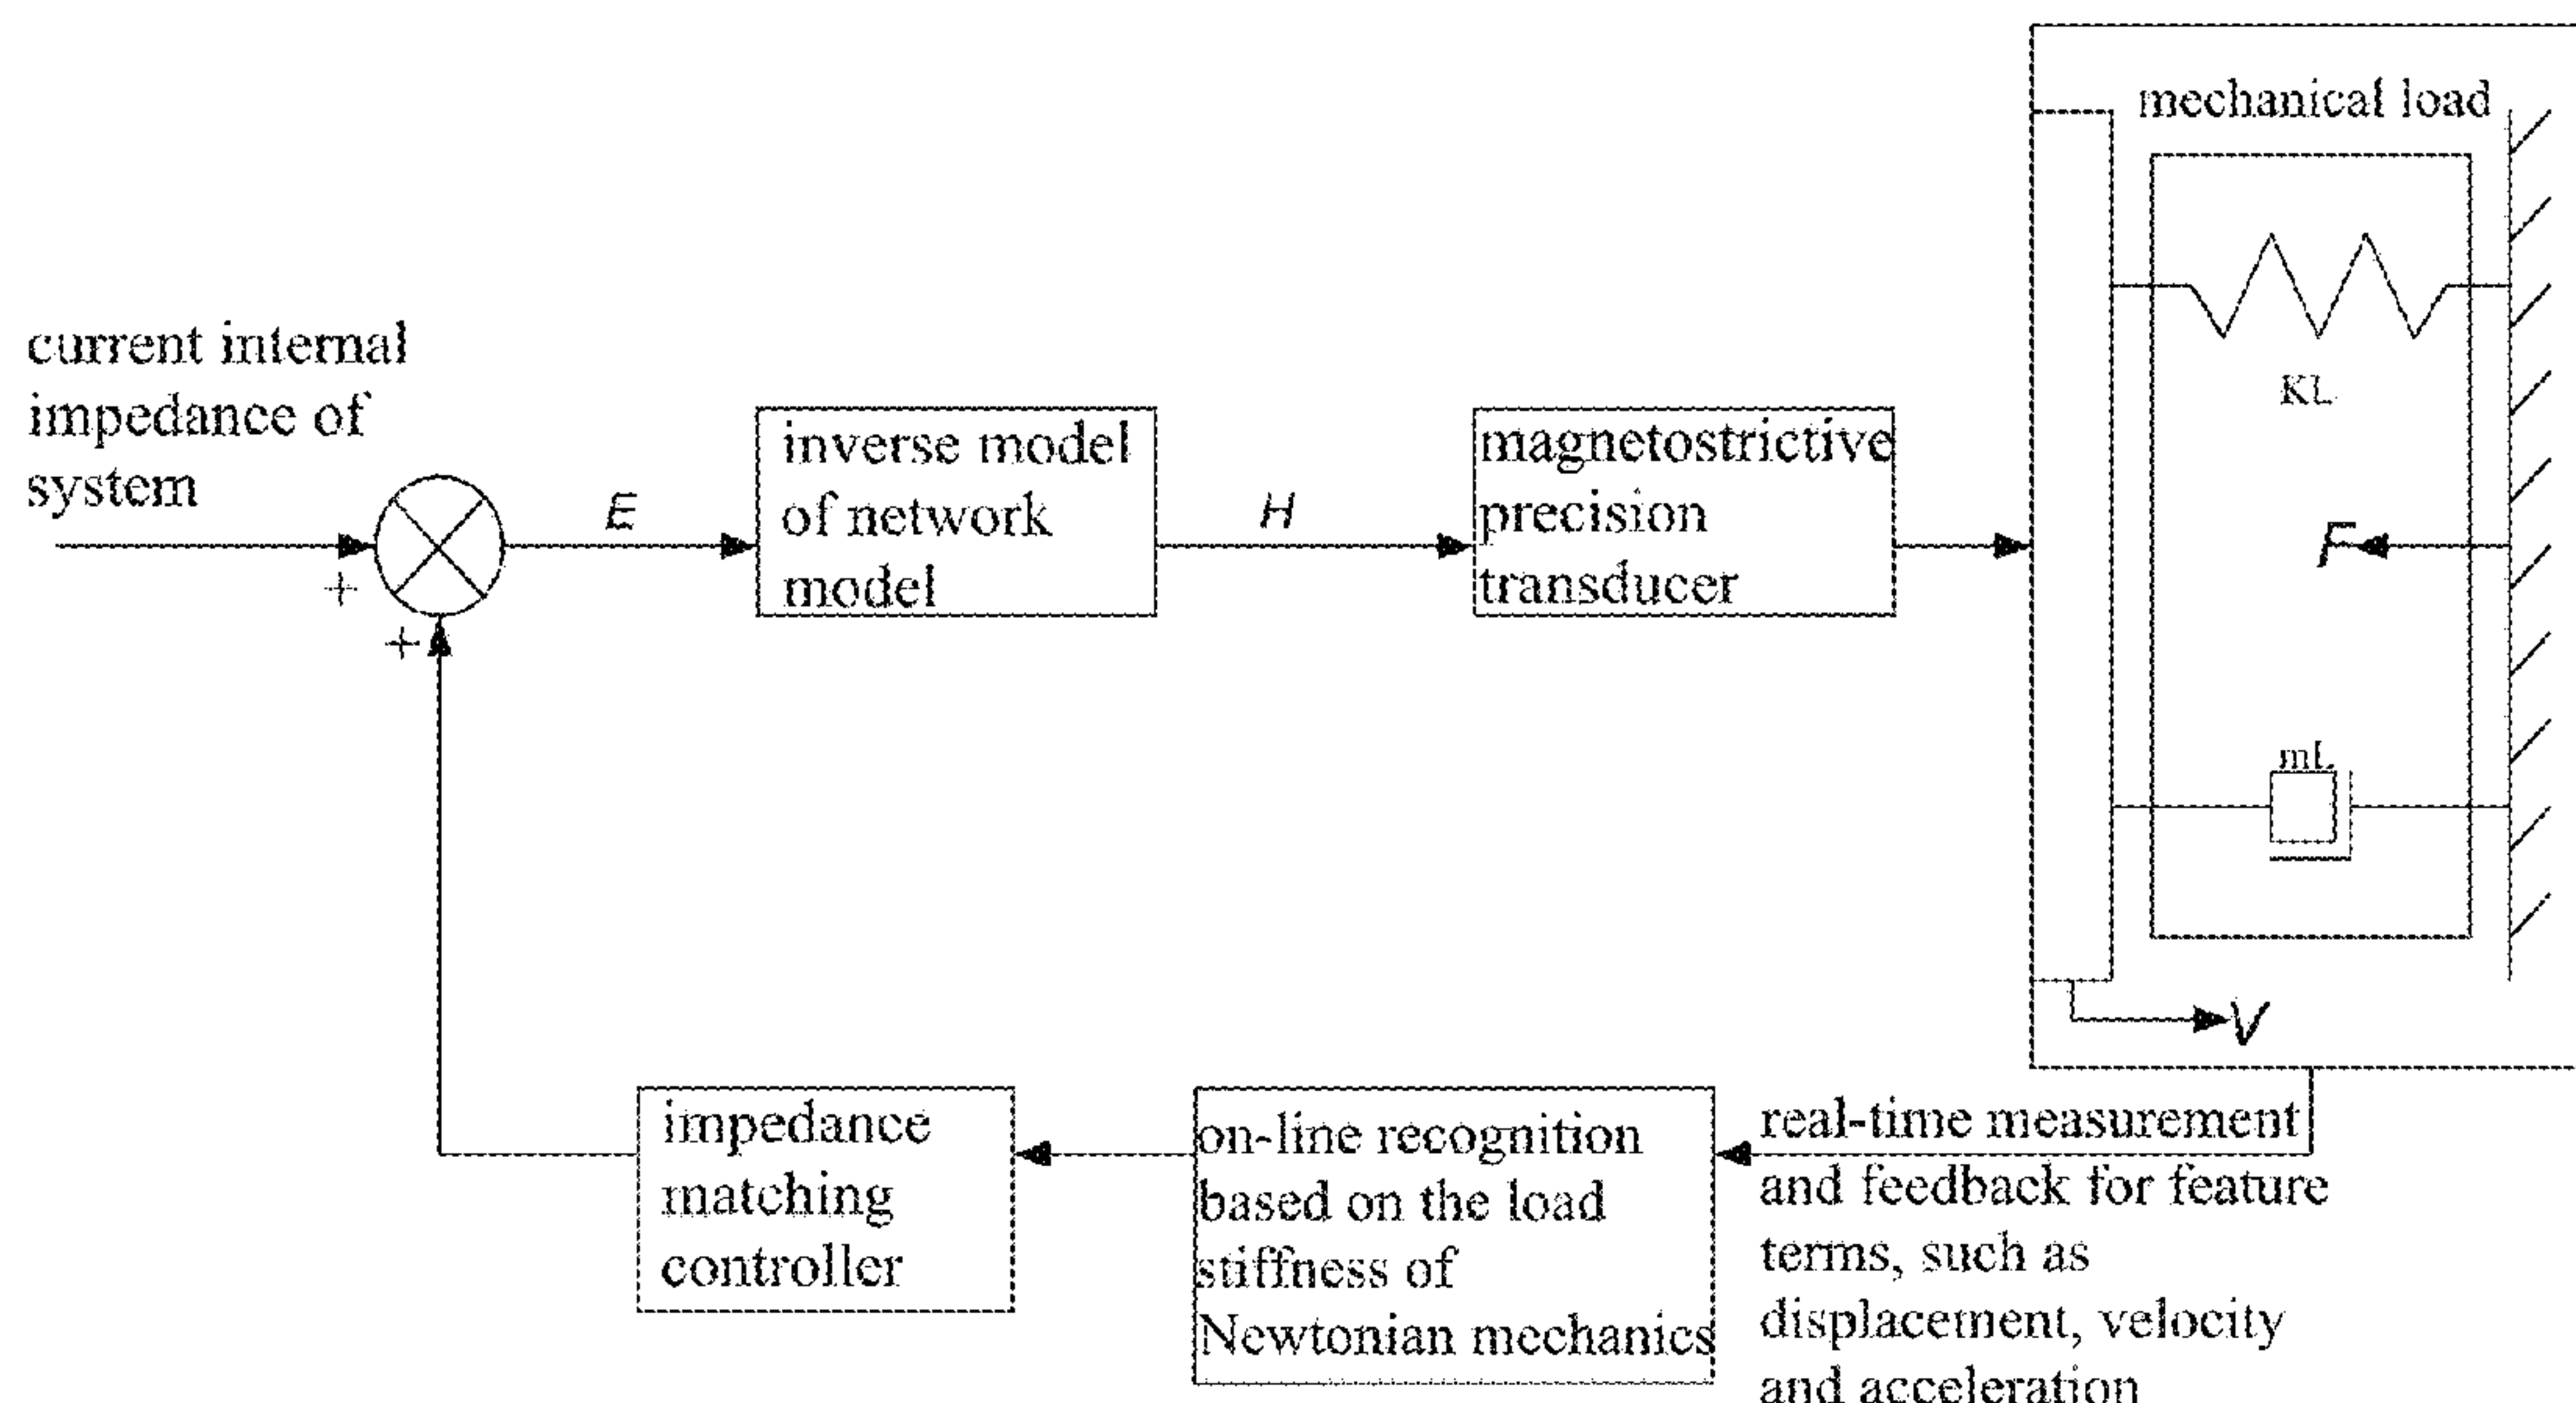 mechanical load
KL
F
mL
V
current internal
impedance of
system
+
+
E
inverse model
of network
model
H
magnetostrictive
precision
transducer
impedance
matching
controller
on-line recognition
based on the load
stiffness of
Newtonian mechanics
real-time measurement
and feedback for feature
terms, such as
displacement, velocity
and acceleration